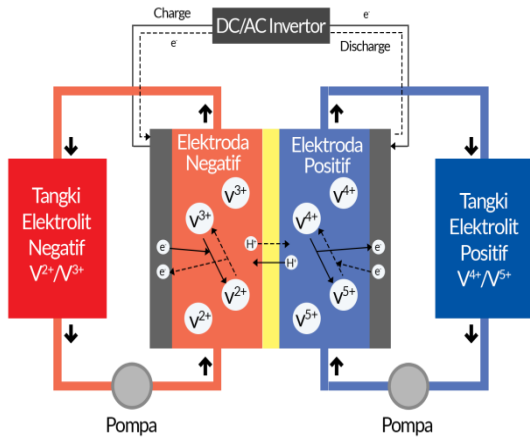 Charge
e⁻
DC/AC Invertor
e⁻
e⁻
Discharge
Elektroda
Negatif
Elektroda
Positif
V³⁺
V⁴⁺
V³⁺
V⁴⁺
Tangki
Elektrolit
Negatif
V²⁺/V³⁺
Tangki
Elektrolit
Positif
V⁴⁺/V⁵⁺
e⁻
H⁺
e⁻
e⁻
H⁺
e⁻
V²⁺
V⁵⁺
V²⁺
V⁵⁺
Pompa
Pompa